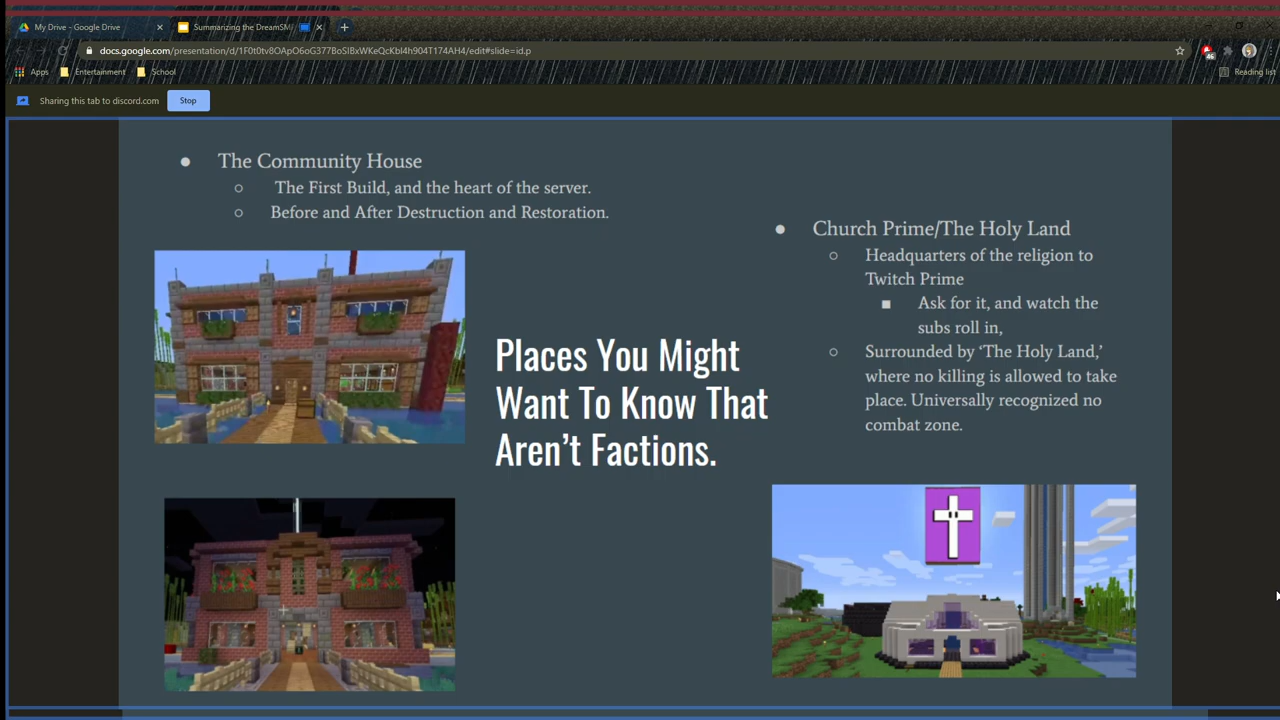 My Drive - Google Drive
Summarizing the DreamSM
docs.google.com/presentation/d/1F0t0tv8OApO6oG377BoSIBxWKeQcKbl4h904T174AH4/edit#slide=id.p
46
Apps
Entertainment
School
Reading list
Sharing this tab to discord.com
Stop
The Community House
The First Build, and the heart of the server.
Before and After Destruction and Restoration.
Church Prime/The Holy Land
Headquarters of the religion to
Twitch Prime
Ask for it, and watch the
subs roll in,
Surrounded by ‘The Holy Land,’
where no killing is allowed to take
place. Universally recognized no
combat zone.
Places You Might
Want To Know That
Aren’t Factions.